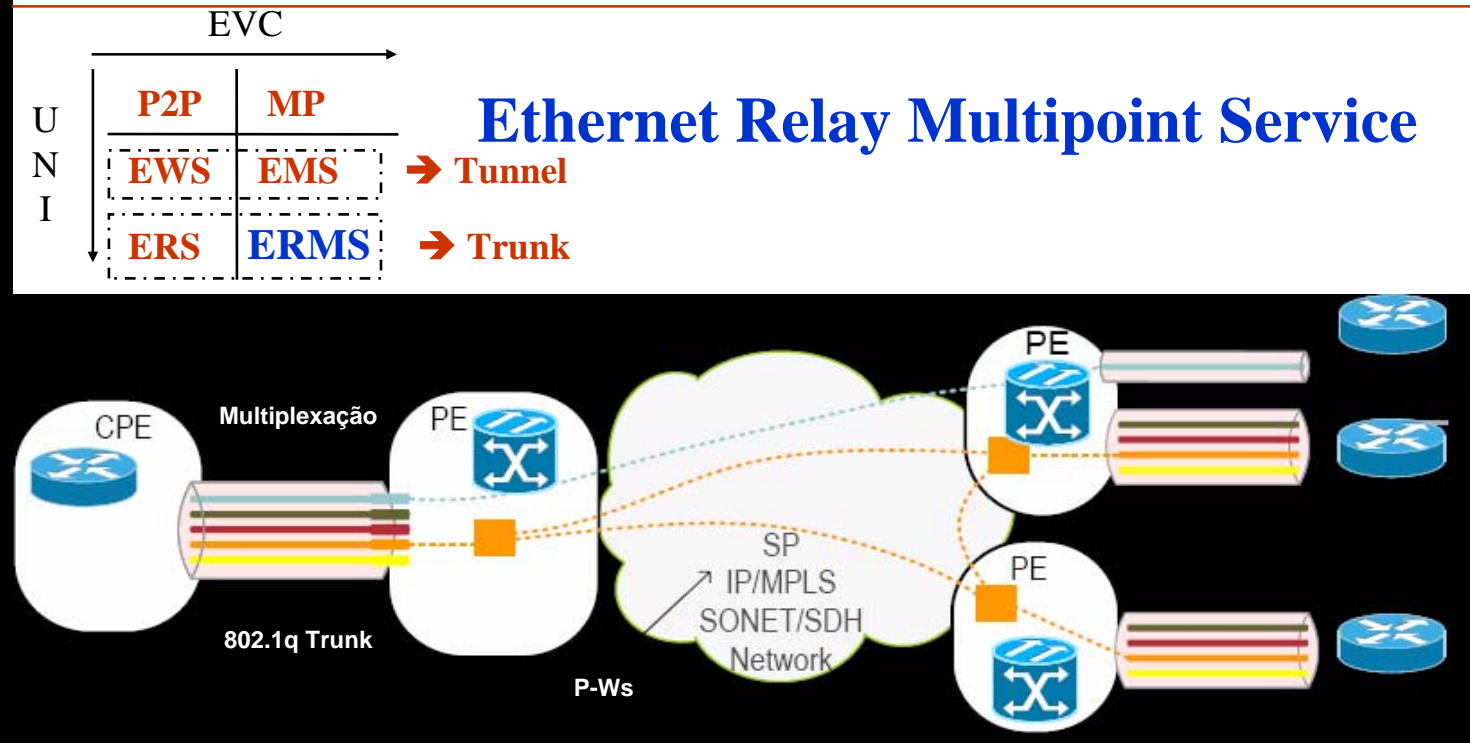 EVC
U
N
I
P2P MP
EWS EMS ➔ Tunnel
ERS ERMS ➔ Trunk
Ethernet Relay Multipoint Service
CPE
Multiplexação
802.1q Trunk
PE
SP
IP/MPLS
SONET/SDH
Network
P-Ws
PE
PE